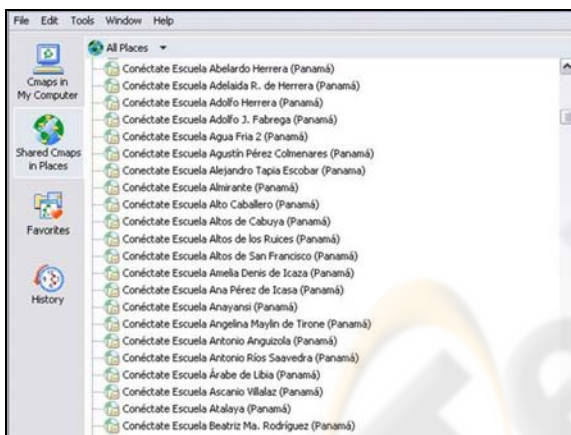 File Edit Tools Window Help
All Places
Cmaps in
My Computer
Shared Cmaps
in Places
Favorites
History
Conéctate Escuela Abelardo Herrera (Panamá)
Conéctate Escuela Adelaida R. de Herrera (Panamá)
Conéctate Escuela Adolfo Herrera (Panamá)
Conéctate Escuela Adolfo J. Fabrega (Panamá)
Conéctate Escuela Agua Fria 2 (Panamá)
Conéctate Escuela Agustín Pérez Colmenares (Panamá)
Conectate Escuela Alejandro Tapia Escobar (Panama)
Conéctate Escuela Almirante (Panamá)
Conéctate Escuela Alto Caballero (Panamá)
Conéctate Escuela Altos de Cabuya (Panamá)
Conéctate Escuela Altos de los Ruices (Panamá)
Conéctate Escuela Altos de San Francisco (Panamá)
Conéctate Escuela Amelia Denis de Icaza (Panamá)
Conéctate Escuela Ana Pérez de Icasa (Panamá)
Conéctate Escuela Anayansi (Panamá)
Conéctate Escuela Angelina Maylin de Tirone (Panamá)
Conéctate Escuela Antonio Anguizola (Panamá)
Conéctate Escuela Antonio Ríos Saavedra (Panamá)
Conéctate Escuela Árabe de Libia (Panamá)
Conéctate Escuela Ascanio Villalaz (Panamá)
Conéctate Escuela Atalaya (Panamá)
Conéctate Escuela Beatriz Ma. Rodríguez (Panamá)